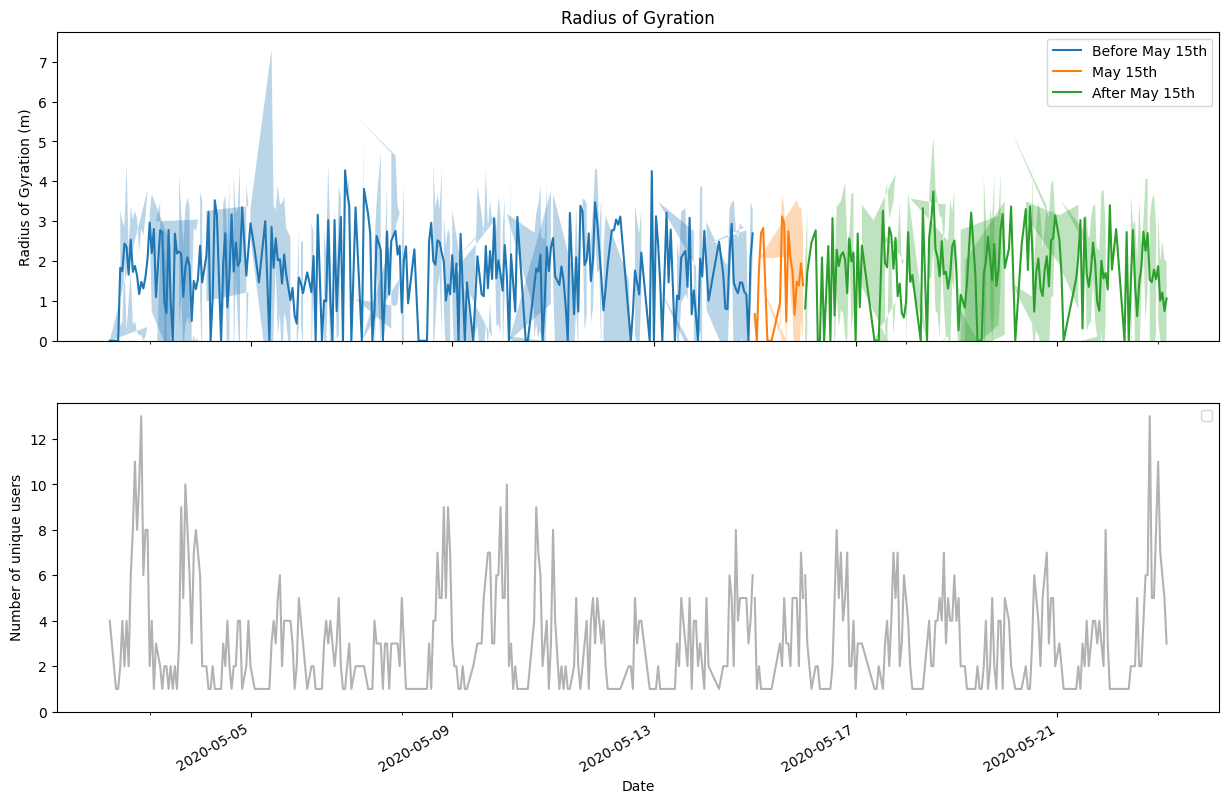 Radius of Gyration
Radius of Gyration (m)
7
6
5
4
3
2
1
0
Before May 15th
May 15th
After May 15th
Number of unique users
12
10
8
6
4
2
0
2020-05-05
2020-05-09
2020-05-13
2020-05-17
2020-05-21
Date